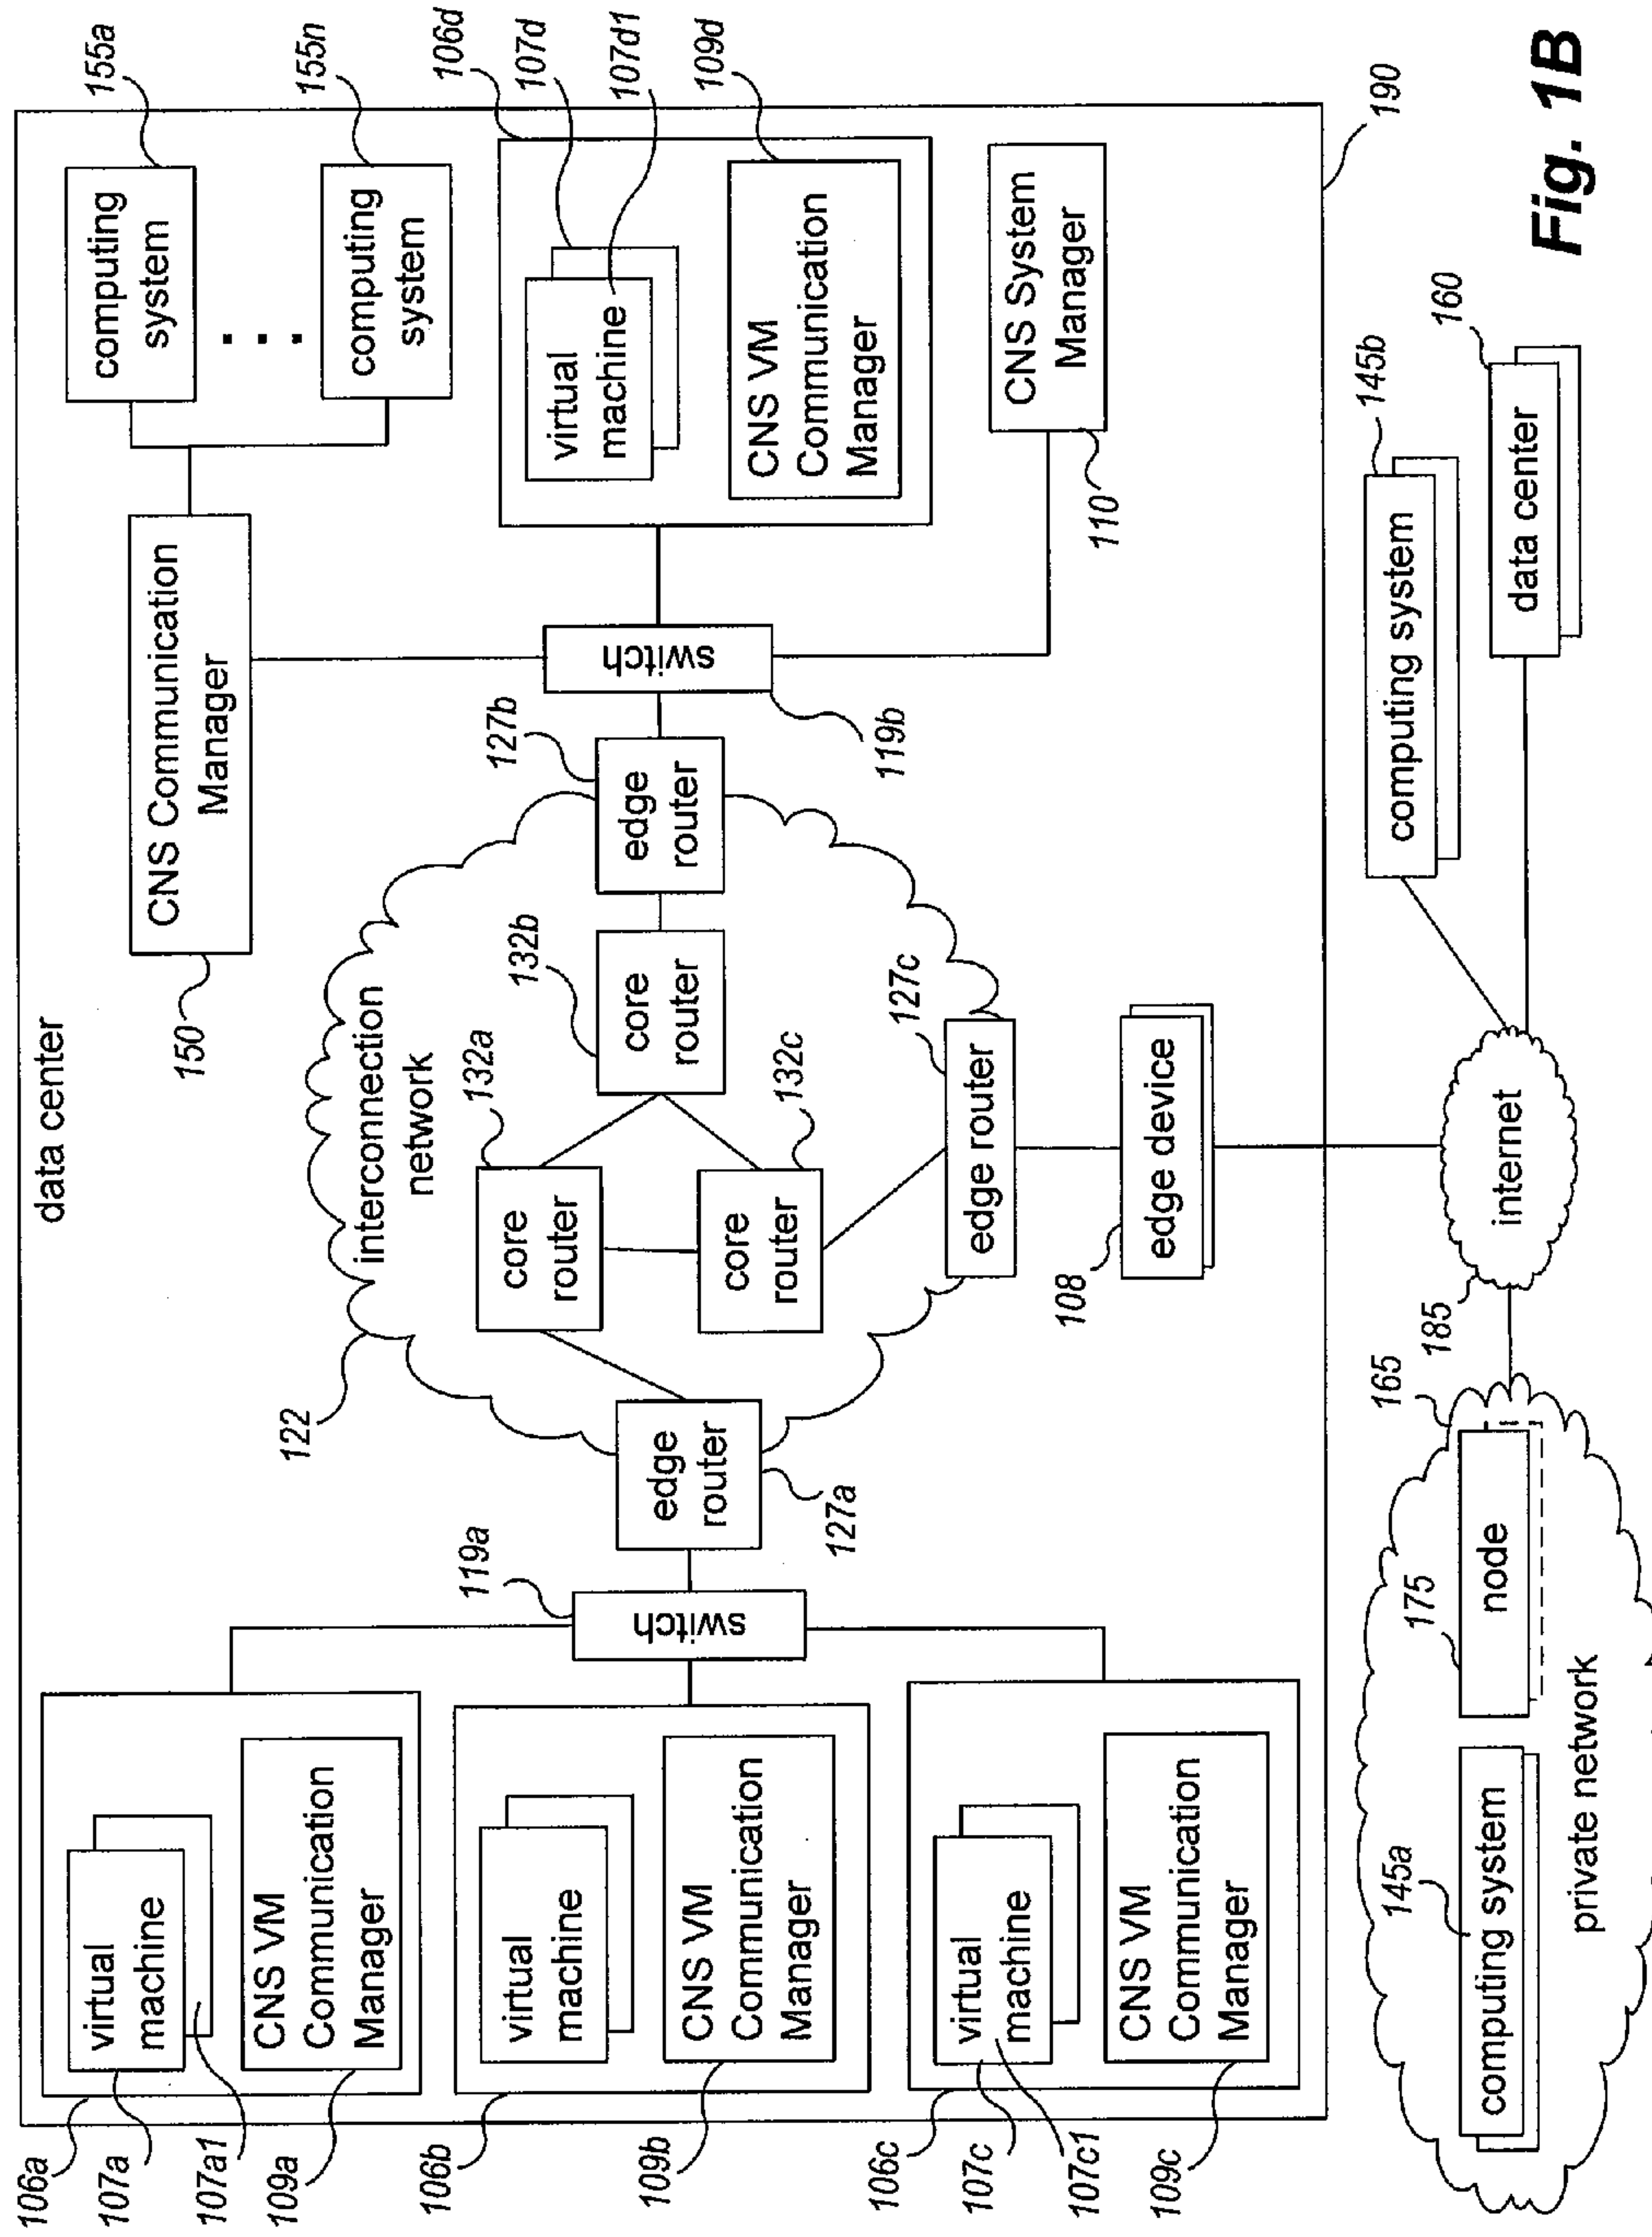 data center
106a
107a
107a1
109a
virtual
machine
CNS VM
Communication
Manager
106b
109b
virtual
machine
CNS VM
Communication
Manager
106c
107c
107c1
109c
virtual
machine
CNS VM
Communication
Manager
119a
switch
127a
edge
router
122
interconnection
network
132a
core
router
132b
core
router
132c
core
router
127b
edge
router
127c
edge router
108
edge device
119b
switch
150
CNS Communication
Manager
155a
computing
system
155n
computing
system
106d
107d
107d1
109d
virtual
machine
CNS VM
Communication
Manager
110
CNS System
Manager
190
145a
computing system
175
node
165
private network
185
internet
145b
computing system
160
data center
Fig. 1B